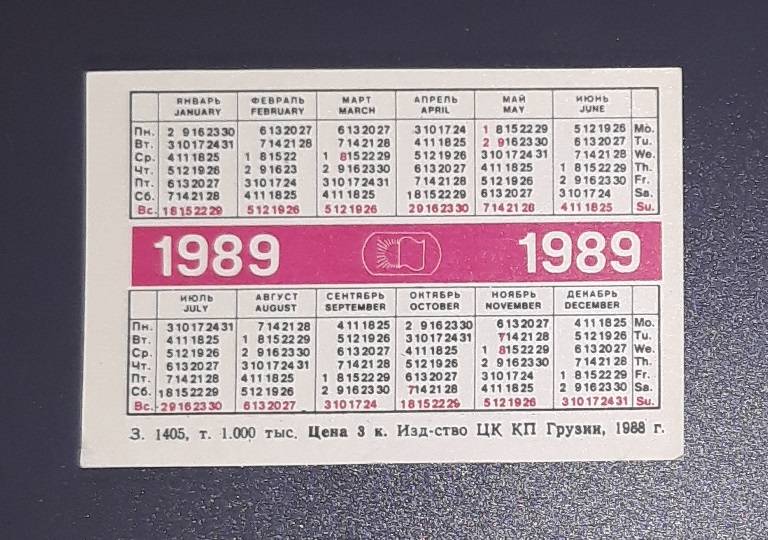 ЯНВАРЬ ФЕВРАЛЬ МАРТ АПРЕЛЬ МАЙ ИЮНЬ
JANUARY FEBRUARY MARCH APRIL MAY JUNE
Пн. 2 9 16 23 30 6 13 20 27 6 13 20 27 3 10 17 24 1 8 15 22 29 5 12 19 26 Mo.
Вт. 3 10 17 24 31 7 14 21 28 7 14 21 28 4 11 18 25 2 9 16 23 30 6 13 20 27 Tu.
Ср. 4 11 18 25 1 8 15 22 1 8 15 22 29 5 12 19 26 3 10 17 24 31 7 14 21 28 We.
Чт. 5 12 19 26 2 9 16 23 2 9 16 23 30 6 13 20 27 4 11 18 25 1 8 15 22 29 Th.
Пт. 6 13 20 27 3 10 17 24 3 10 17 24 31 7 14 21 28 5 12 19 26 2 9 16 23 30 Fr.
Сб. 7 14 21 28 4 11 18 25 4 11 18 25 1 8 15 22 29 6 13 20 27 3 10 17 24 Sa.
Вс. 1 8 15 22 29 5 12 19 26 5 12 19 26 2 9 16 23 30 7 14 21 28 4 11 18 25 Su.
1989 1989
ИЮЛЬ АВГУСТ СЕНТЯБРЬ ОКТЯБРЬ НОЯБРЬ ДЕКАБРЬ
JULY AUGUST SEPTEMBER OCTOBER NOVEMBER DECEMBER
Пн. 3 10 17 24 31 7 14 21 28 4 11 18 25 2 9 16 23 30 6 13 20 27 4 11 18 25 Mo.
Вт. 4 11 18 25 1 8 15 22 29 5 12 19 26 3 10 17 24 31 7 14 21 28 5 12 19 26 Tu.
Ср. 5 12 19 26 2 9 16 23 30 6 13 20 27 4 11 18 25 1 8 15 22 29 6 13 20 27 We.
Чт. 6 13 20 27 3 10 17 24 31 7 14 21 28 5 12 19 26 2 9 16 23 30 7 14 21 28 Th.
Пт. 7 14 21 28 4 11 18 25 1 8 15 22 29 6 13 20 27 3 10 17 24 1 8 15 22 29 Fr.
Сб. 1 8 15 22 29 5 12 19 26 2 9 16 23 30 7 14 21 28 4 11 18 25 2 9 16 23 30 Sa.
Вс. 2 9 16 23 30 6 13 20 27 3 10 17 24 1 8 15 22 29 5 12 19 26 3 10 17 24 31 Su.
З. 1405, т. 1.000 тыс. Цена 3 к. Изд-ство ЦК КП Грузии, 1988 г.